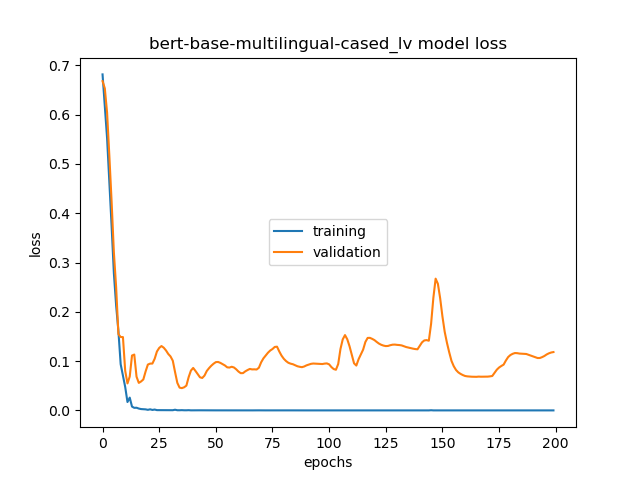 bert-base-multilingual-cased_lv model loss
0.7
0.6
0.5
0.4
0.3
0.2
0.1
0.0
loss
training
validation
0 25 50 75 100 125 150 175 200
epochs